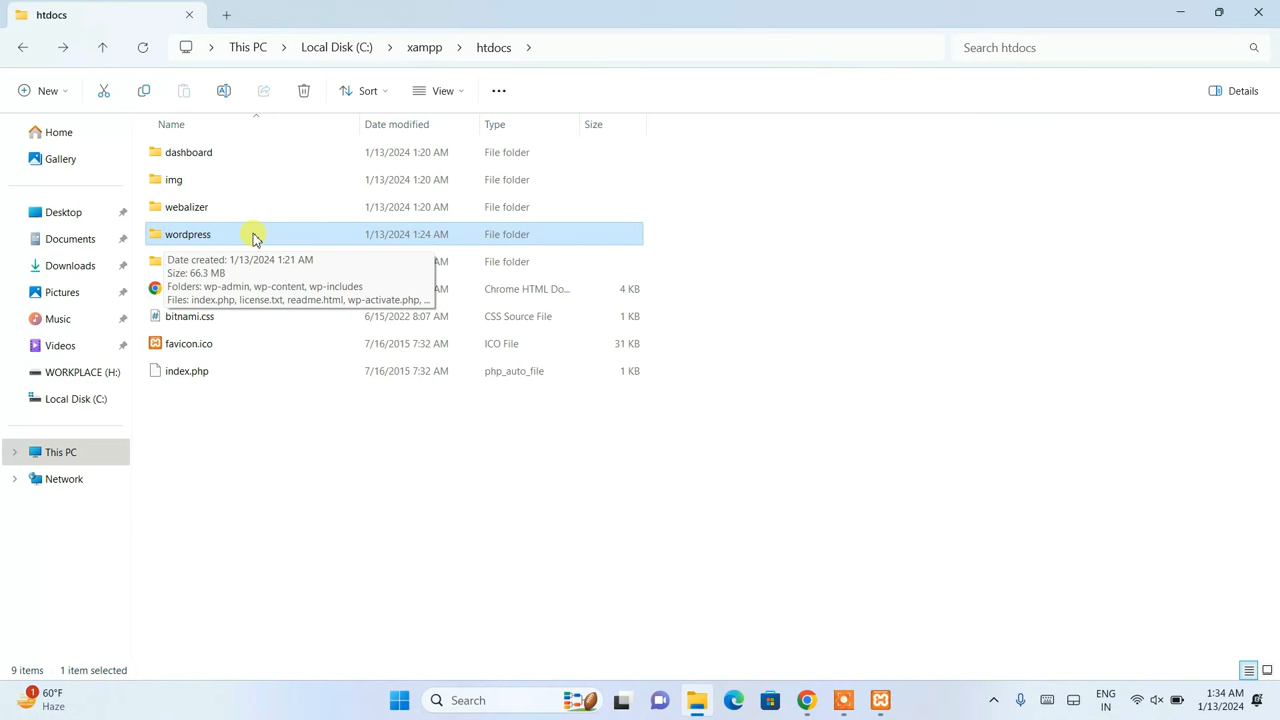 htdocs
This PC Local Disk (C:) xampp htdocs
Search htdocs
New
Sort
View
Details
Name Date modified Type Size
Home
Gallery
Desktop
Documents
Downloads
Pictures
Music
Videos
WORKPLACE (H:)
Local Disk (C:)
This PC
Network
dashboard 1/13/2024 1:20 AM File folder
img 1/13/2024 1:20 AM File folder
webalizer 1/13/2024 1:20 AM File folder
wordpress 1/13/2024 1:24 AM File folder
AM File folder
Date created: 1/13/2024 1:21 AM
Size: 66.3 MB
Folders: wp-admin, wp-content, wp-includes
Files: index.php, license.txt, readme.html, wp-activate.php, ...
AM Chrome HTML Do... 4 KB
bitnami.css 6/15/2022 8:07 AM CSS Source File 1 KB
favicon.ico 7/16/2015 7:32 AM ICO File 31 KB
index.php 7/16/2015 7:32 AM php_auto_file 1 KB
9 items 1 item selected
1
60°F
Haze
Search
ENG
IN
1:34 AM
1/13/2024